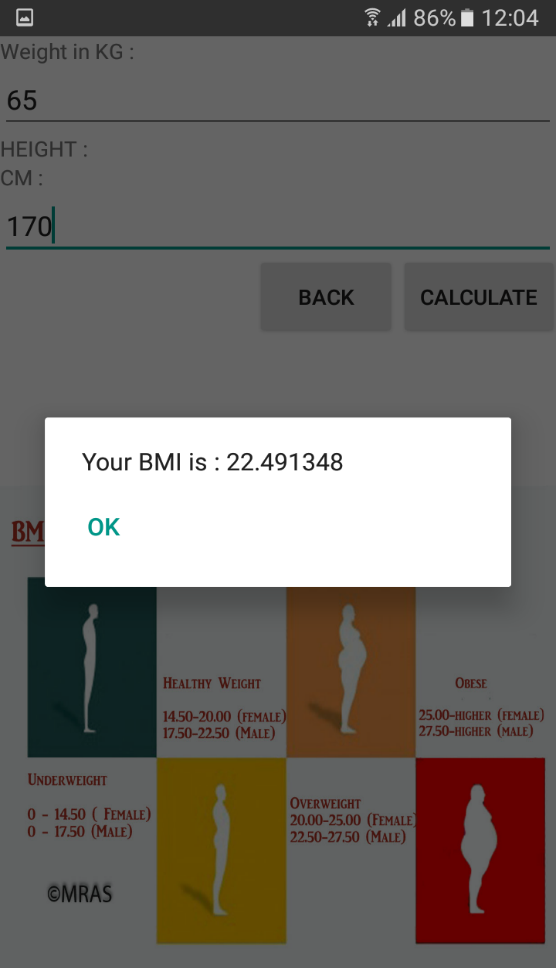 86% 12:04
Weight in KG :
65
HEIGHT :
CM :
170
BACK CALCULATE
Your BMI is : 22.491348
OK
BM
HEALTHY WEIGHT
14.50-20.00 (FEMALE)
17.50-22.50 (MALE)
OBESE
25.00-HIGHER (FEMALE)
27.50-HIGHER (MALE)
UNDERWEIGHT
0 - 14.50 ( FEMALE)
0 - 17.50 (MALE)
OVERWEIGHT
20.00-25.00 (FEMALE)
22.50-27.50 (MALE)
©MRAS